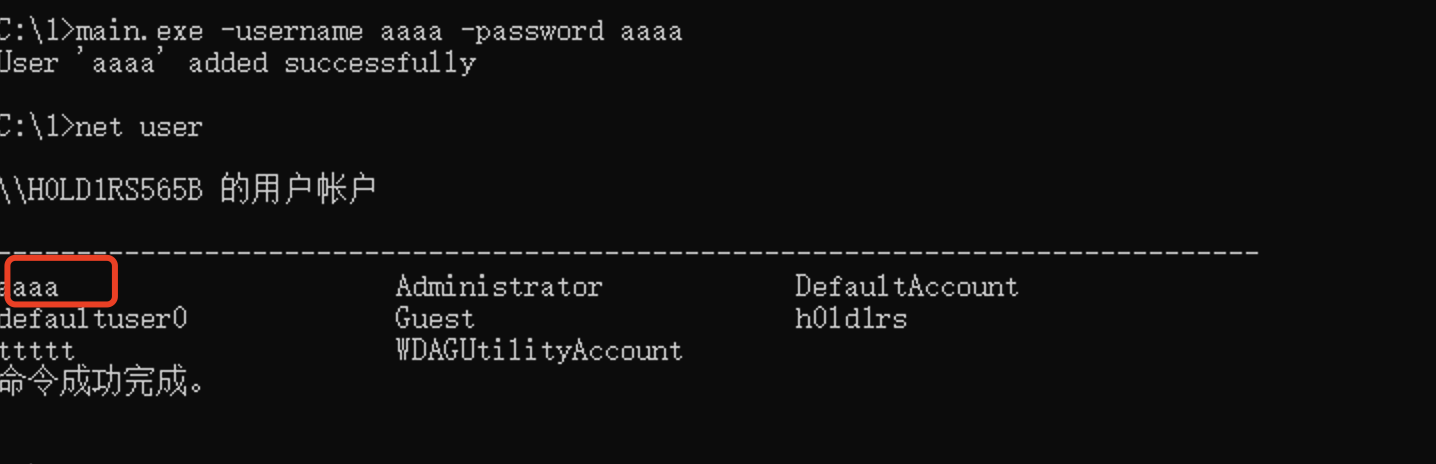 C:\1>main.exe -username aaaa -password aaaa
User 'aaaa' added successfully
C:\1>net user
\\H0LD1RS565B 的用户帐户
-------------------------------------------------------------------------------
aaaa Administrator DefaultAccount
defaultuser0 Guest h01d1rs
ttttt WDAGUtilityAccount
命令成功完成。